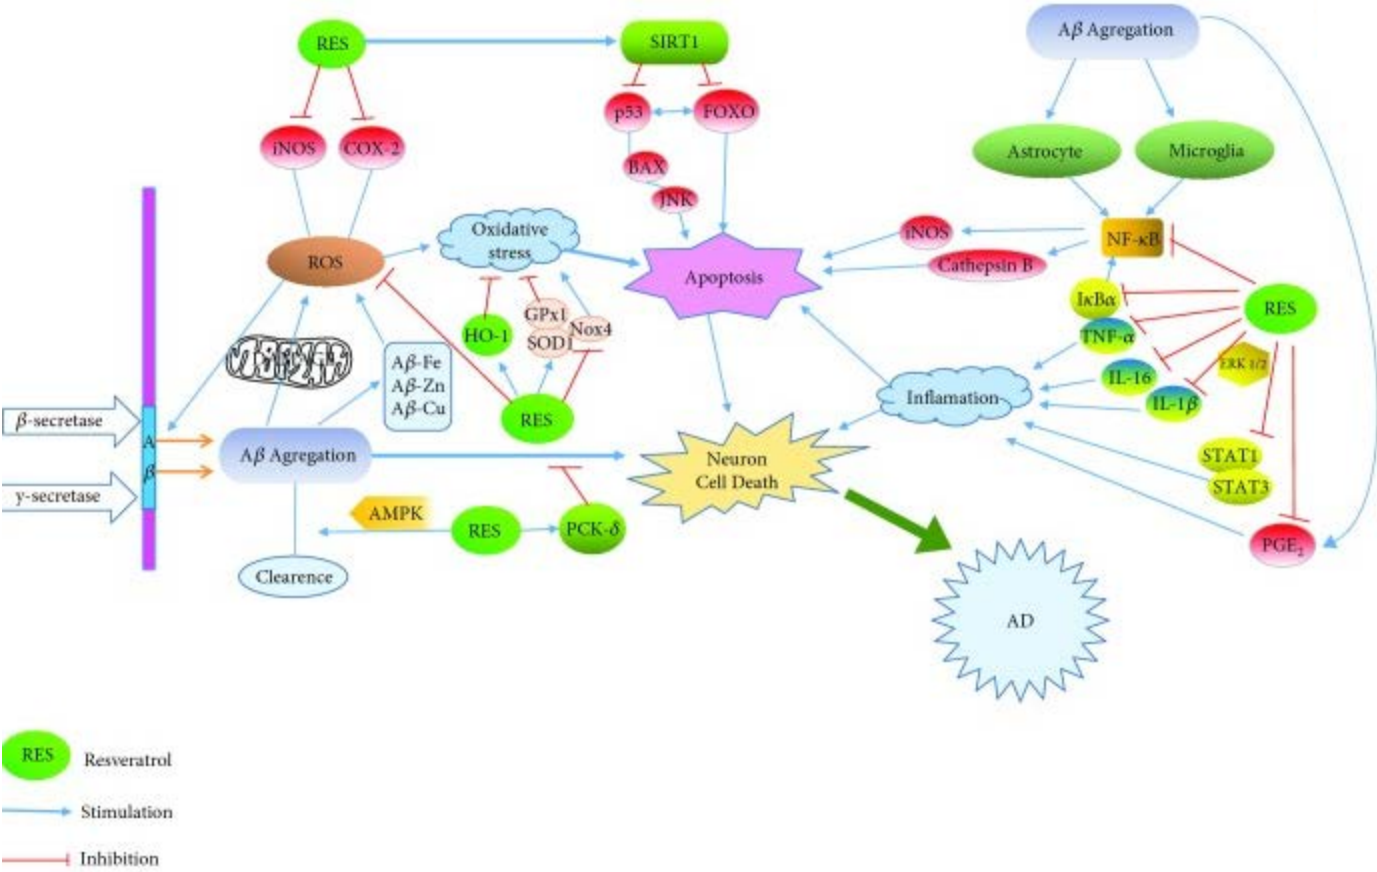 RES
SIRT1
Aβ Agregation
p53
FOXO
iNOS
COX-2
BAX
JNK
Astrocyte
Microglia
Oxidative
stress
ROS
Apoptosis
iNOS
Cathepsin B
NF-κB
IκBα
TNF-α
RES
ERK 1/2
IL-16
IL-1β
HO-1
GPx1
SOD1
Nox4
Aβ-Fe
Aβ-Zn
Aβ-Cu
RES
Inflamation
β-secretase
A
β
γ-secretase
Aβ Agregation
Neuron
Cell Death
STAT1
STAT3
AMPK
RES
PCK-δ
PGE₂
Clearence
AD
RES
Resveratrol
Stimulation
Inhibition